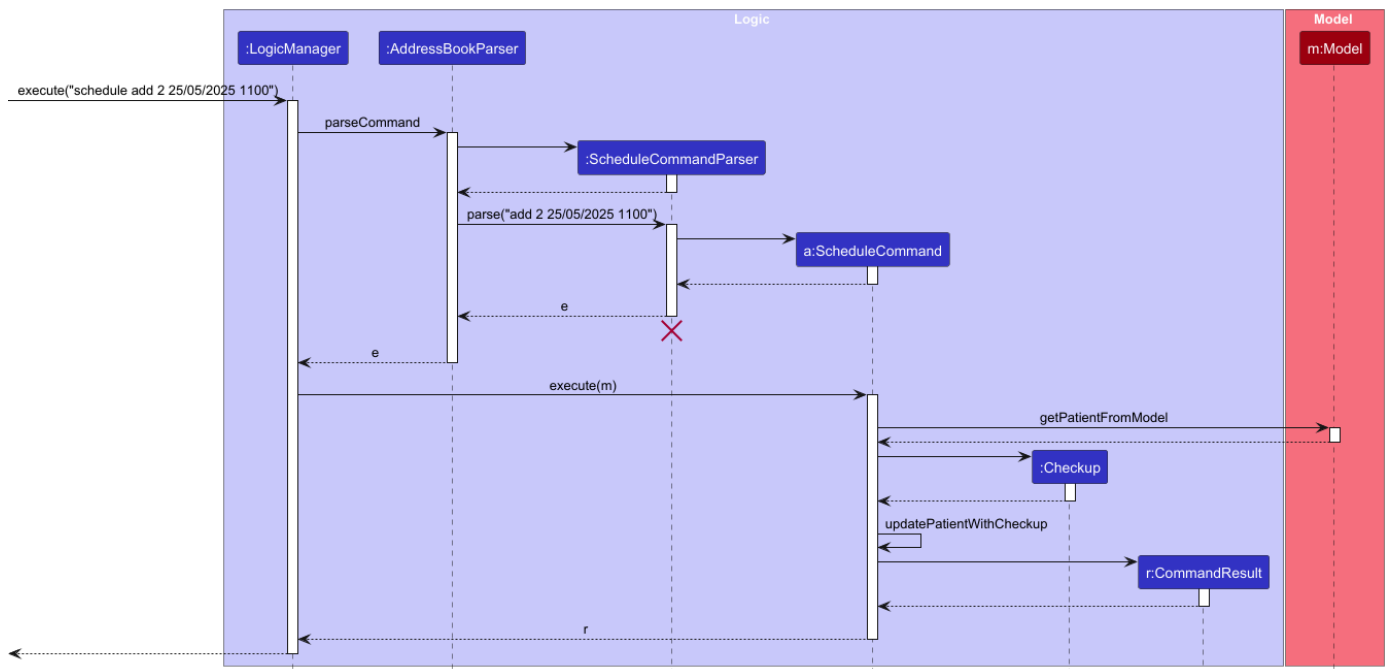 Logic
Model
:LogicManager
:AddressBookParser
m:Model
execute("schedule add 2 25/05/2025 1100")
parseCommand
:ScheduleCommandParser
parse("add 2 25/05/2025 1100")
a:ScheduleCommand
e
e
execute(m)
getPatientFromModel
:Checkup
updatePatientWithCheckup
r:CommandResult
r